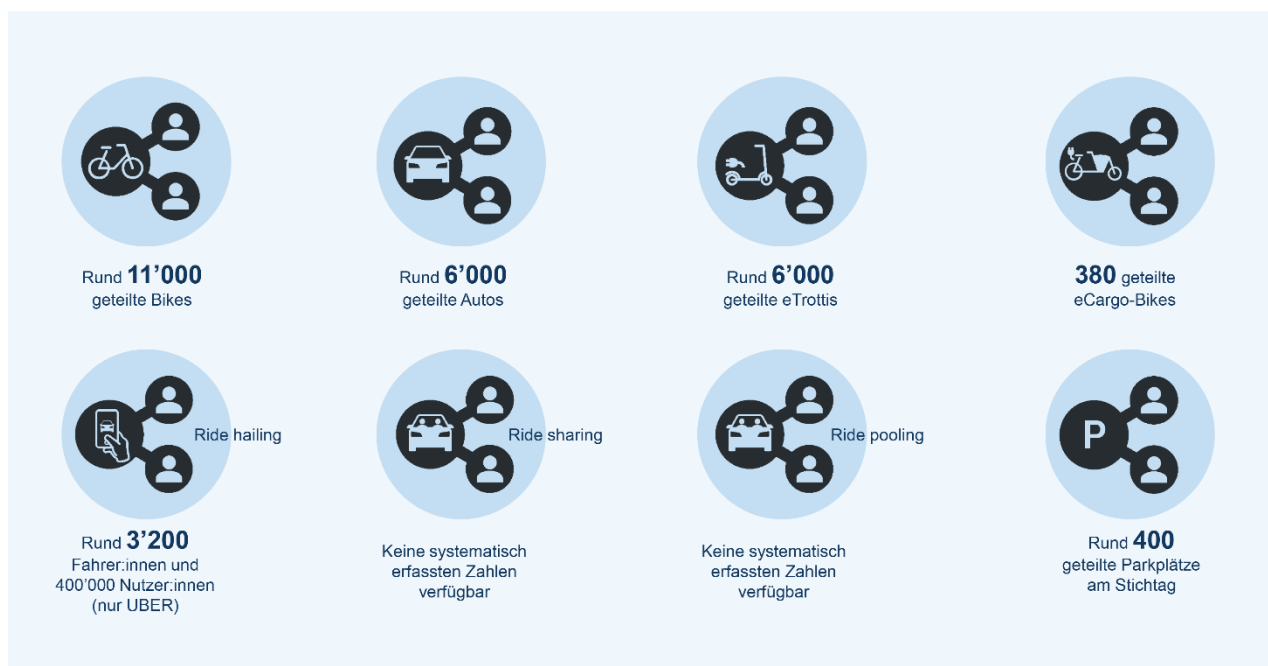 Rund 11’000
geteilte Bikes
Rund 6’000
geteilte Autos
Rund 6’000
geteilte eTrottis
380 geteilte
eCargo-Bikes
Ride hailing
Rund 3’200
Fahrer:innen und
400’000 Nutzer:innen
(nur UBER)
Ride sharing
Keine systematisch
erfassten Zahlen
verfügbar
Ride pooling
Keine systematisch
erfassten Zahlen
verfügbar
P
Rund 400
geteilte Parkplätze
am Stichtag